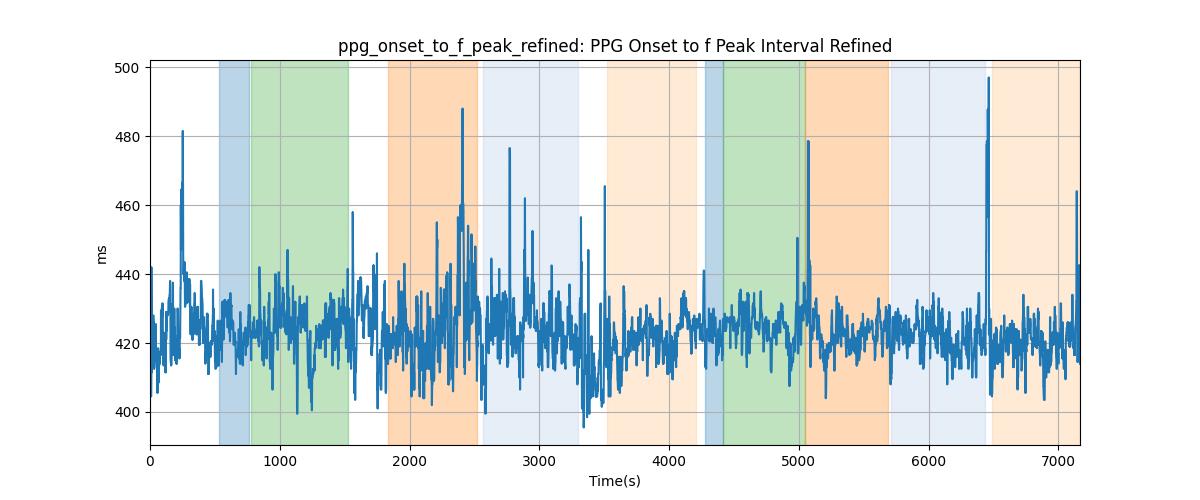 ppg_onset_to_f_peak_refined: PPG Onset to f Peak Interval Refined
500
480
460
440
420
400
ms
0 1000 2000 3000 4000 5000 6000 7000
Time(s)